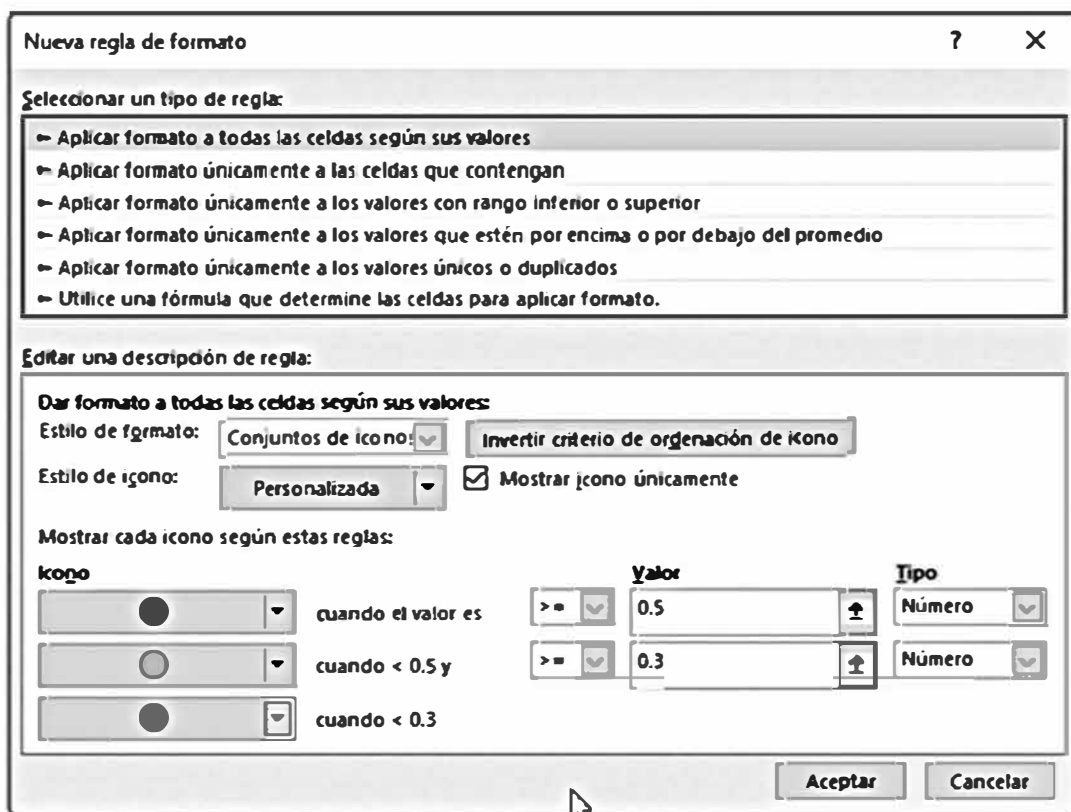 Nueva regla de formato ? X
Seleccionar un tipo de regla:
Aplicar formato a todas las celdas según sus valores
Aplicar formato únicamente a las celdas que contengan
Aplicar formato únicamente a los valores con rango inferior o superior
Aplicar formato únicamente a los valores que estén por encima o por debajo del promedio
Aplicar formato únicamente a los valores únicos o duplicados
Utilice una fórmula que determine las celdas para aplicar formato.
Editar una descripción de regla:
Dar formato a todas las celdas según sus valores:
Estilo de formato: Conjuntos de icono: Invertir criterio de ordenación de icono
Estilo de icono: Personalizada Mostrar icono únicamente
Mostrar cada icono según estas reglas:
Icono Valor Tipo
cuando el valor es >= 0.5 Número
cuando < 0.5 y >= 0.3 Número
cuando < 0.3
Aceptar Cancelar